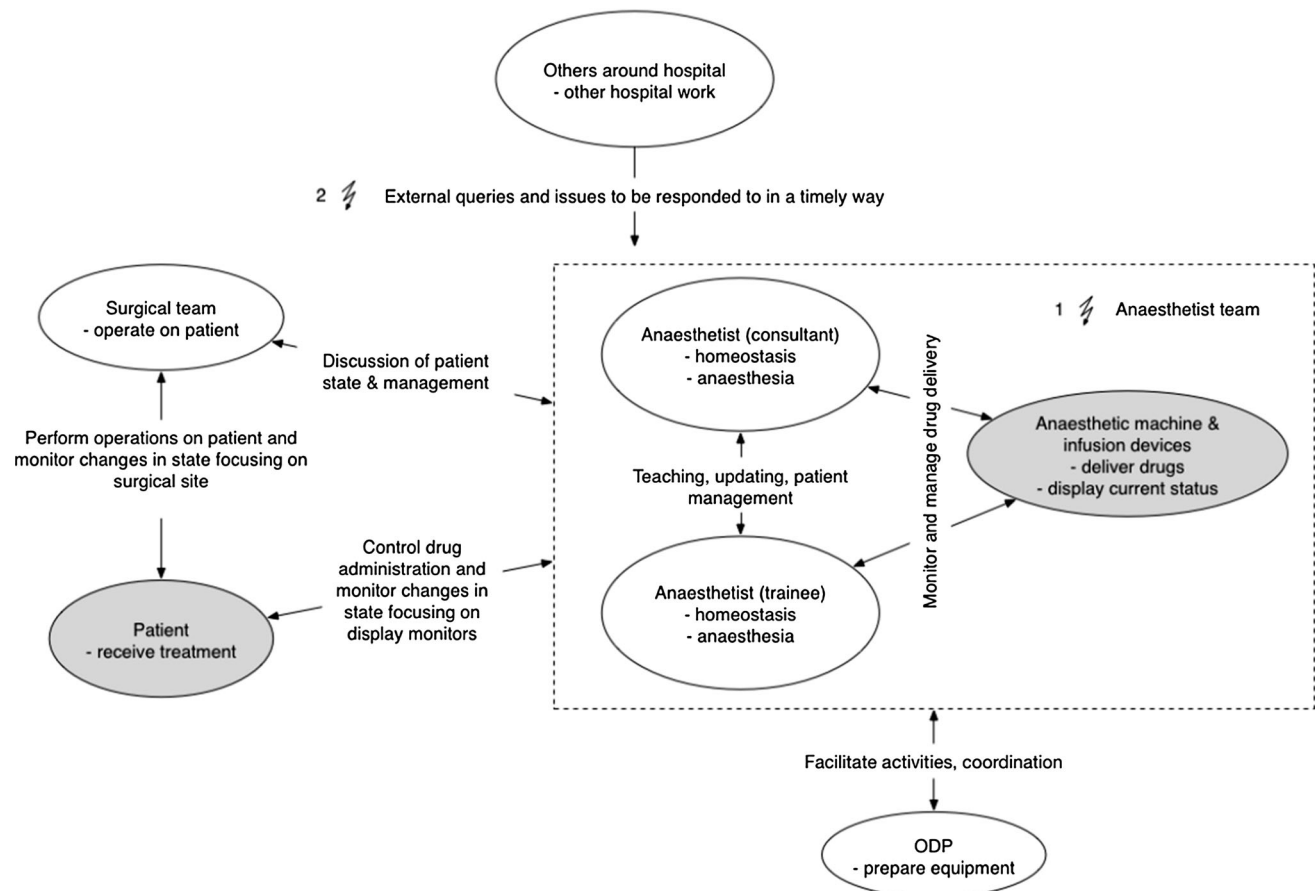 Others around hospital
- other hospital work
2 External queries and issues to be responded to in a timely way
Surgical team
- operate on patient
Discussion of patient
state & management
Perform operations on patient and
monitor changes in state focusing on
surgical site
Patient
- receive treatment
Control drug
administration and
monitor changes in
state focusing on
display monitors
1 Anaesthetist team
Anaesthetist (consultant)
- homeostasis
- anaesthesia
Teaching, updating, patient
management
Anaesthetist (trainee)
- homeostasis
- anaesthesia
Monitor and manage drug delivery
Anaesthetic machine &
infusion devices
- deliver drugs
- display current status
Facilitate activities, coordination
ODP
- prepare equipment